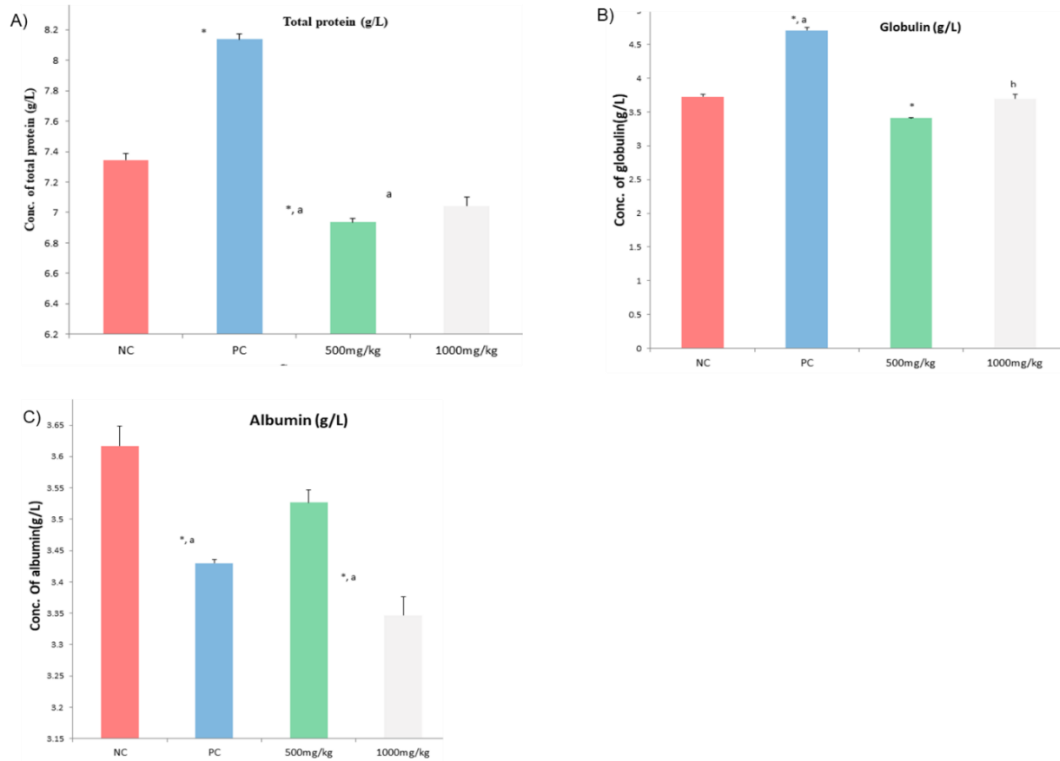 A)
Total protein (g/L)
Conc. of total protein (g/L)
8.2
8
7.8
7.6
7.4
7.2
7
6.8
6.6
6.4
6.2
*
*, a
a
NC PC 500mg/kg 1000mg/kg
B)
Globulin (g/L)
Conc. of globulin(g/L)
5
4.5
4
3.5
3
2.5
2
1.5
1
0.5
0
*, a
*
b
NC PC 500mg/kg 1000mg/kg
C)
Albumin (g/L)
Conc. Of albumin(g/L)
3.65
3.6
3.55
3.5
3.45
3.4
3.35
3.3
3.25
3.2
3.15
*, a
*, a
NC PC 500mg/kg 1000mg/kg